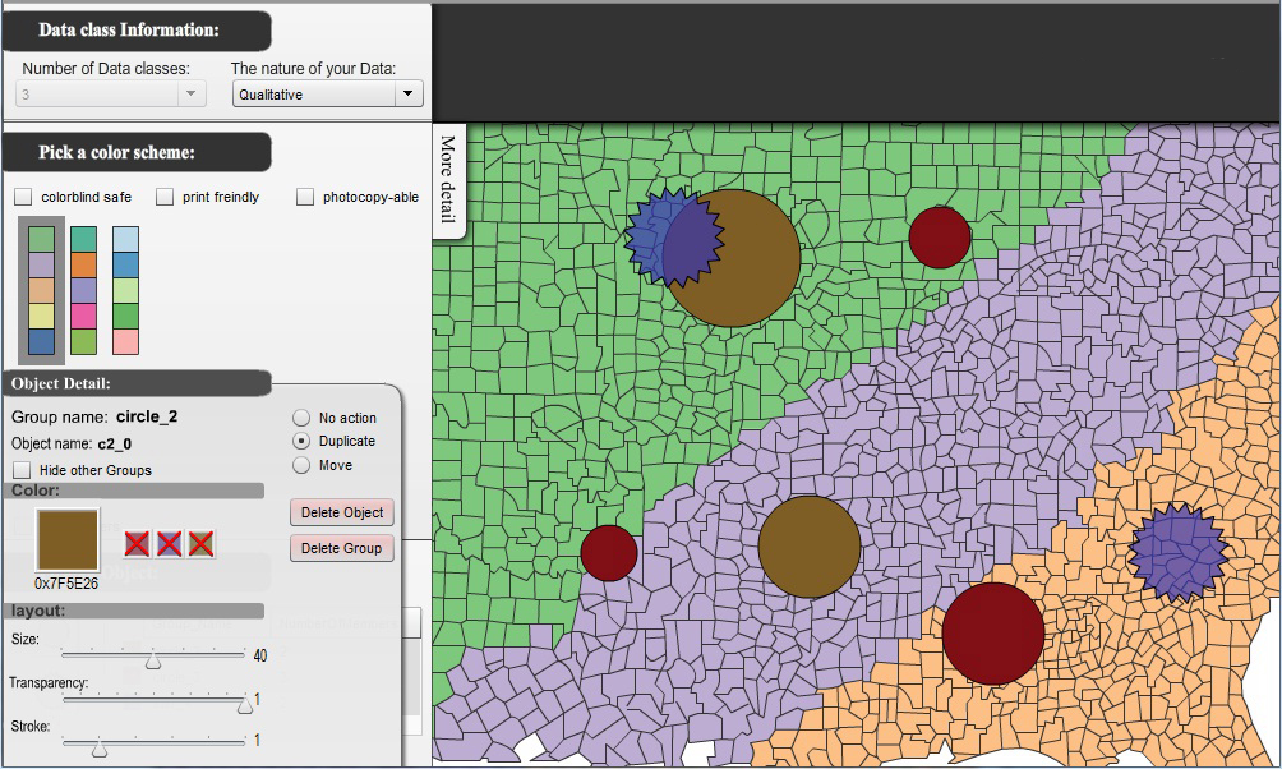 Data class Information:
Number of Data classes: The nature of your Data:
3 Qualitative
Pick a color scheme:
More detail
colorblind safe print freindly photocopy-able
Object Detail:
Group name: circle_2
No action
Object name: c2_0
Duplicate
Hide other Groups
Move
Color:
Delete Object
Delete Group
0x7F5E26
Object:
layout:
Size:
40
Transparency:
1
Stroke:
1